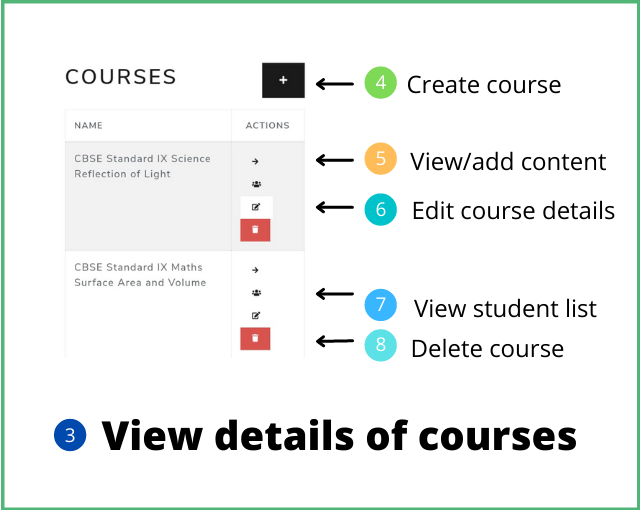 COURSES
+
4 Create course
NAME ACTIONS
CBSE Standard IX Science
Reflection of Light
5 View/add content
6 Edit course details
CBSE Standard IX Maths
Surface Area and Volume
7 View student list
8 Delete course
3 View details of courses